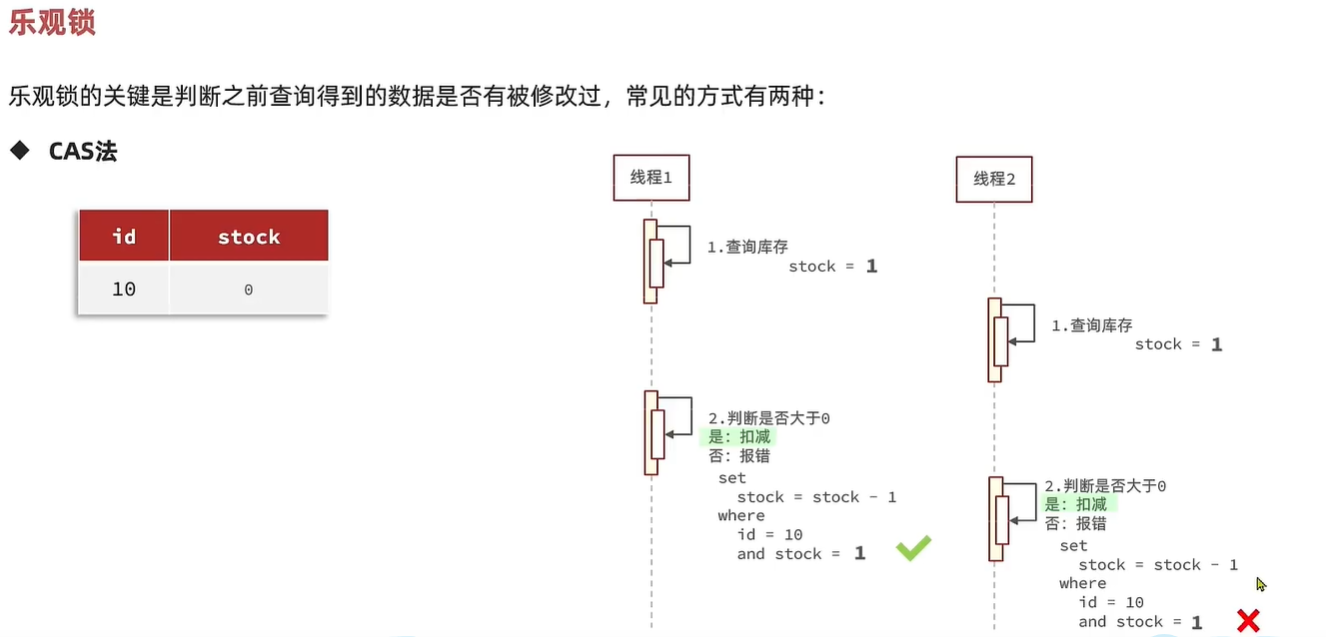 乐观锁
乐观锁的关键是判断之前查询得到的数据是否有被修改过，常见的方式有两种：
◆ CAS法
id stock
10 0
线程1
1.查询库存
stock = 1
2.判断是否大于0
是：扣减
否：报错
set
stock = stock - 1
where
id = 10
and stock = 1
线程2
1.查询库存
stock = 1
2.判断是否大于0
是：扣减
否：报错
set
stock = stock - 1
where
id = 10
and stock = 1